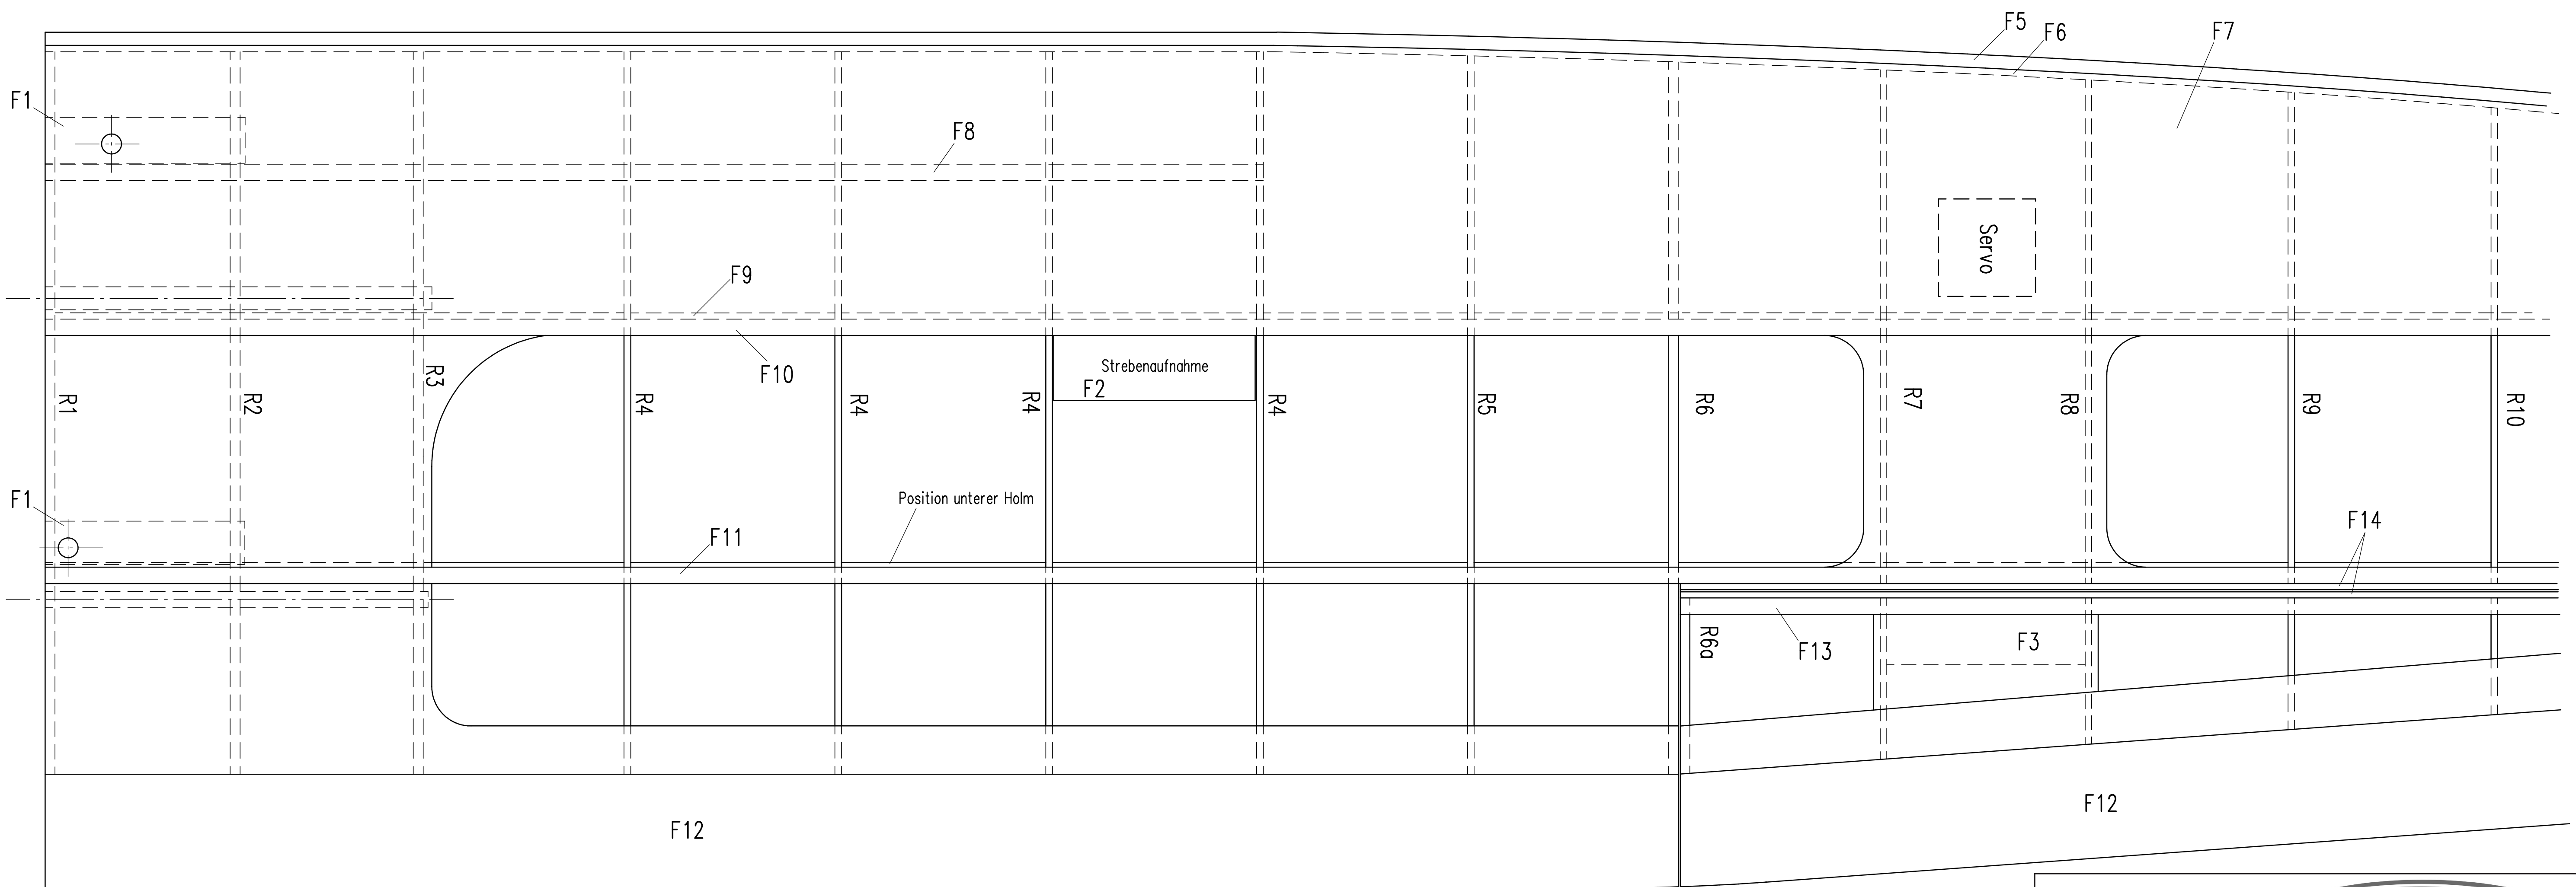 F5
F6
F7
F1
F8
Servo
F9
F10
Strebenaufnahme
F2
R3
R1
R2
R4
R4
R4
R4
R5
R6
R7
R8
R9
R10
F1
Position unterer Holm
F11
F14
R6a
F13
F3
F12
F12